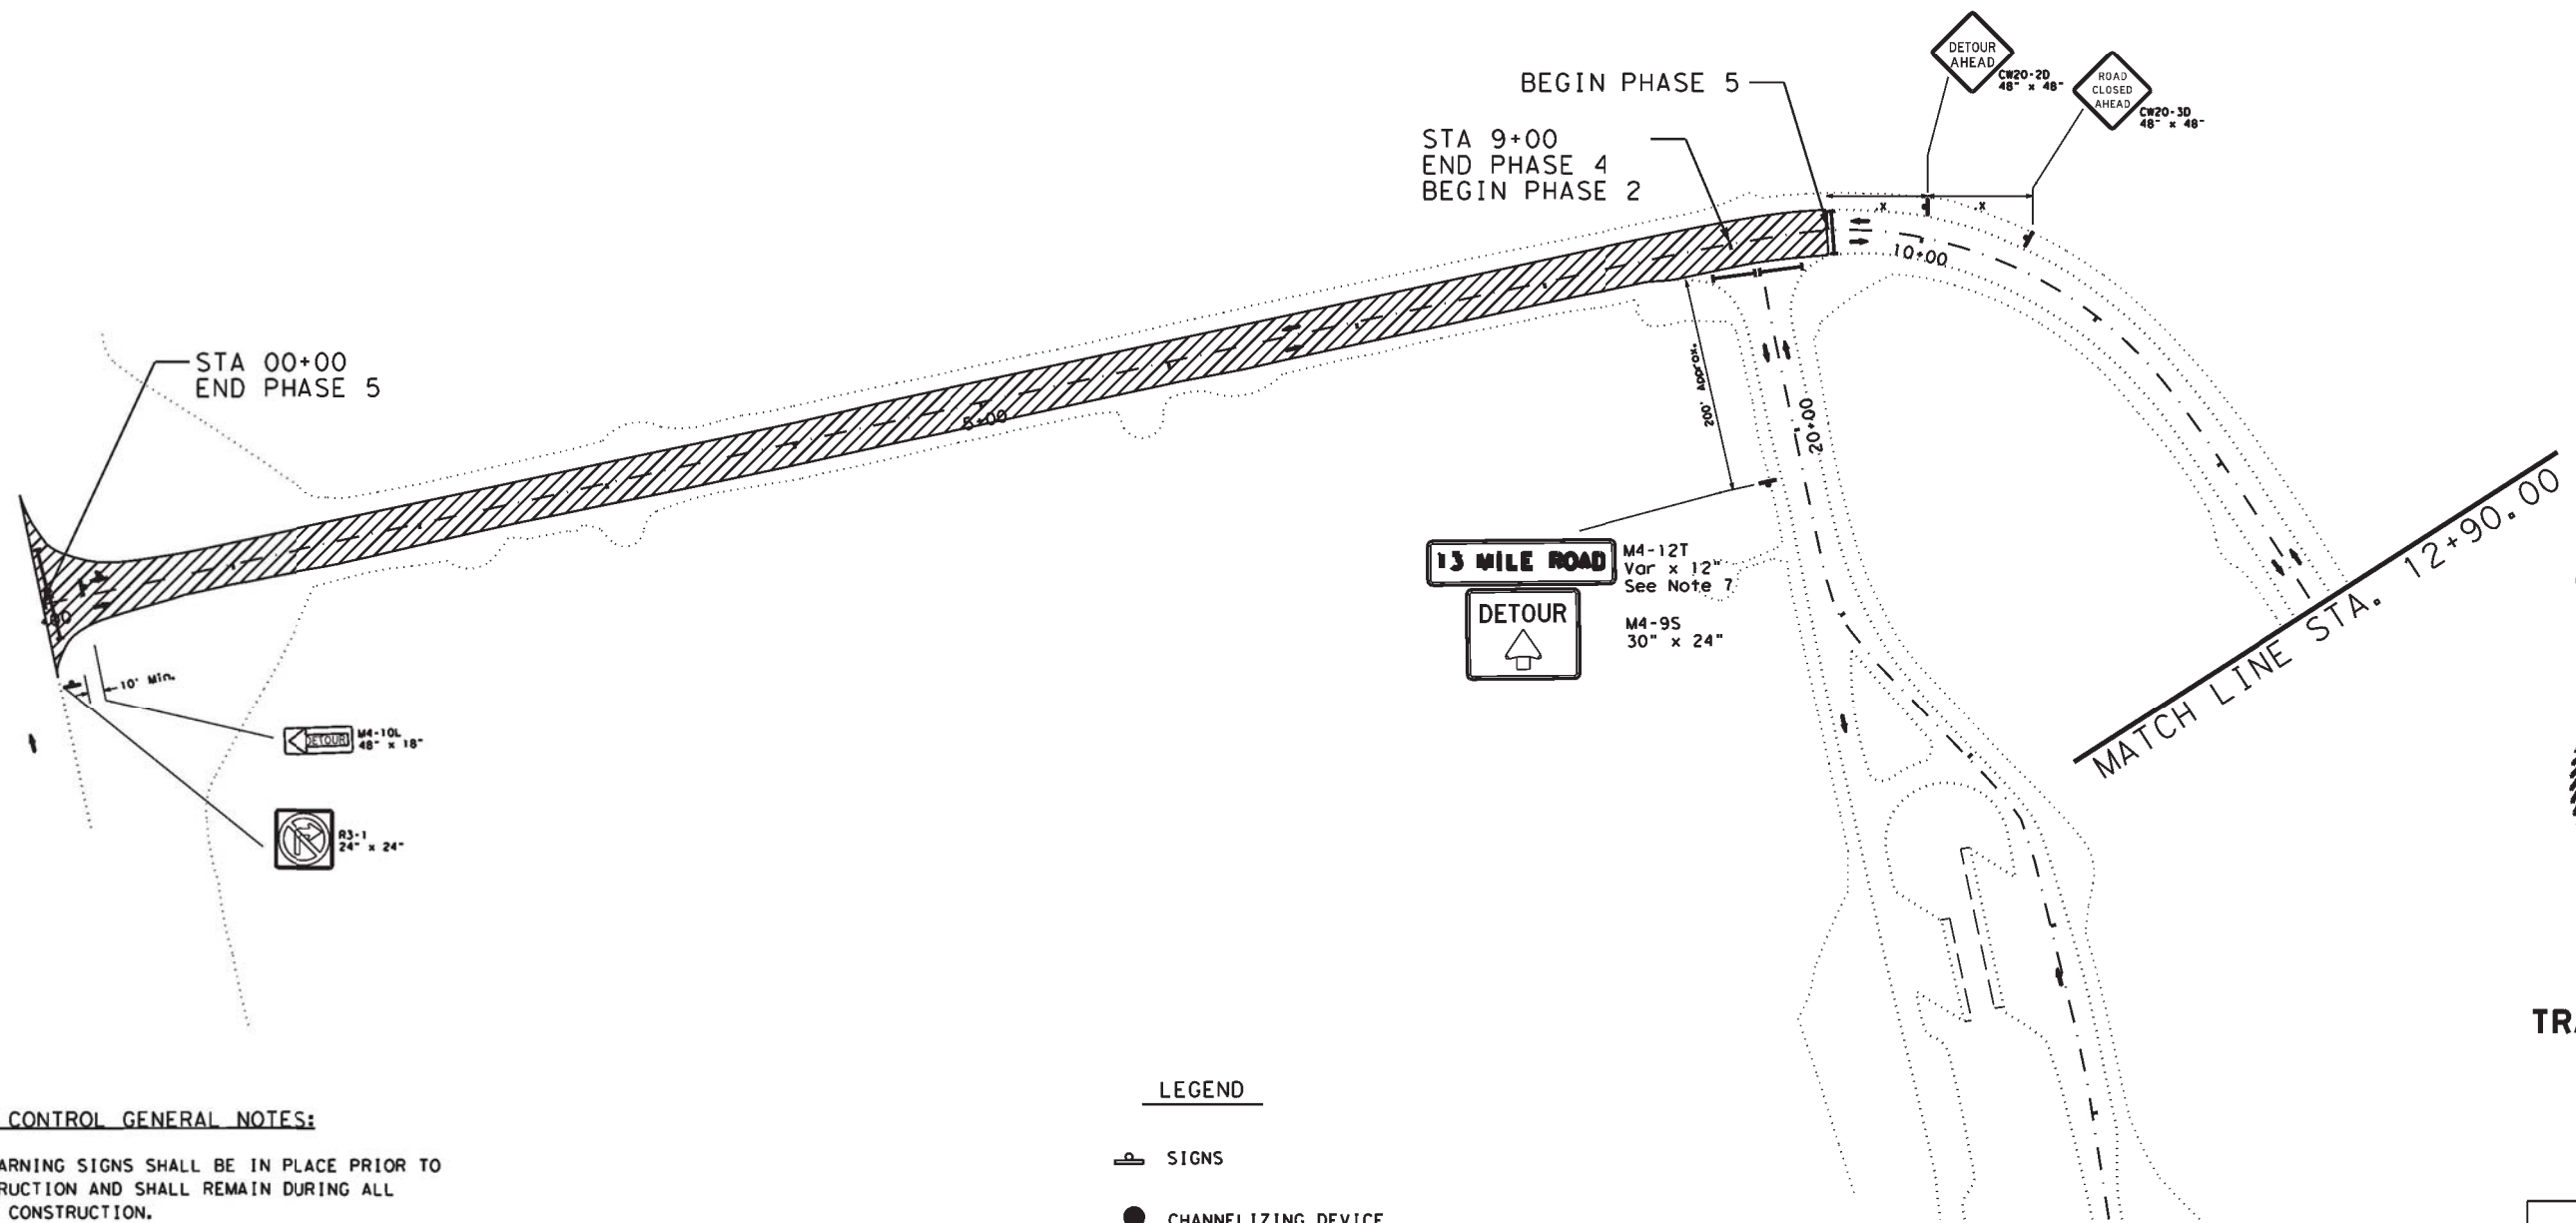 DETOUR
AHEAD
CW20-2D
48" x 48"
ROAD
CLOSED
AHEAD
CW20-3D
48" x 48"
BEGIN PHASE 5
STA 9+00
END PHASE 4
BEGIN PHASE 2
x
x
10+00
STA 00+00
END PHASE 5
5+00
200' Approx.
20+00
13 MILE ROAD
M4-12T
Var x 12"
See Note 7
DETOUR
M4-9S
30" x 24"
MATCH LINE STA. 12+90.00
10' Min.
DETOUR
M4-10L
48" x 18"
R3-1
24" x 24"
TRA
CONTROL GENERAL NOTES:
ARNING SIGNS SHALL BE IN PLACE PRIOR TO
RUCTION AND SHALL REMAIN DURING ALL
CONSTRUCTION.
LEGEND
SIGNS
CHANNELIZING DEVICE